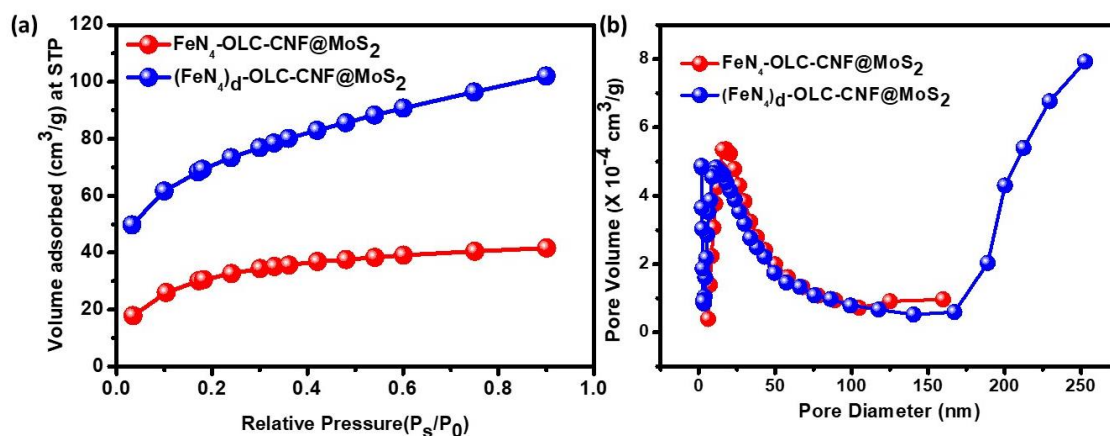 (a)
FeN₄-OLC-CNF@MoS₂
(FeN₄)d-OLC-CNF@MoS₂
Volume adsorbed (cm³/g) at STP
120
100
80
60
40
20
0
0.0 0.2 0.4 0.6 0.8 1.0
Relative Pressure(Pₛ/P₀)
(b)
FeN₄-OLC-CNF@MoS₂
(FeN₄)d-OLC-CNF@MoS₂
Pore Volume (X 10⁻⁴ cm³/g)
8
6
4
2
0
0 50 100 150 200 250
Pore Diameter (nm)